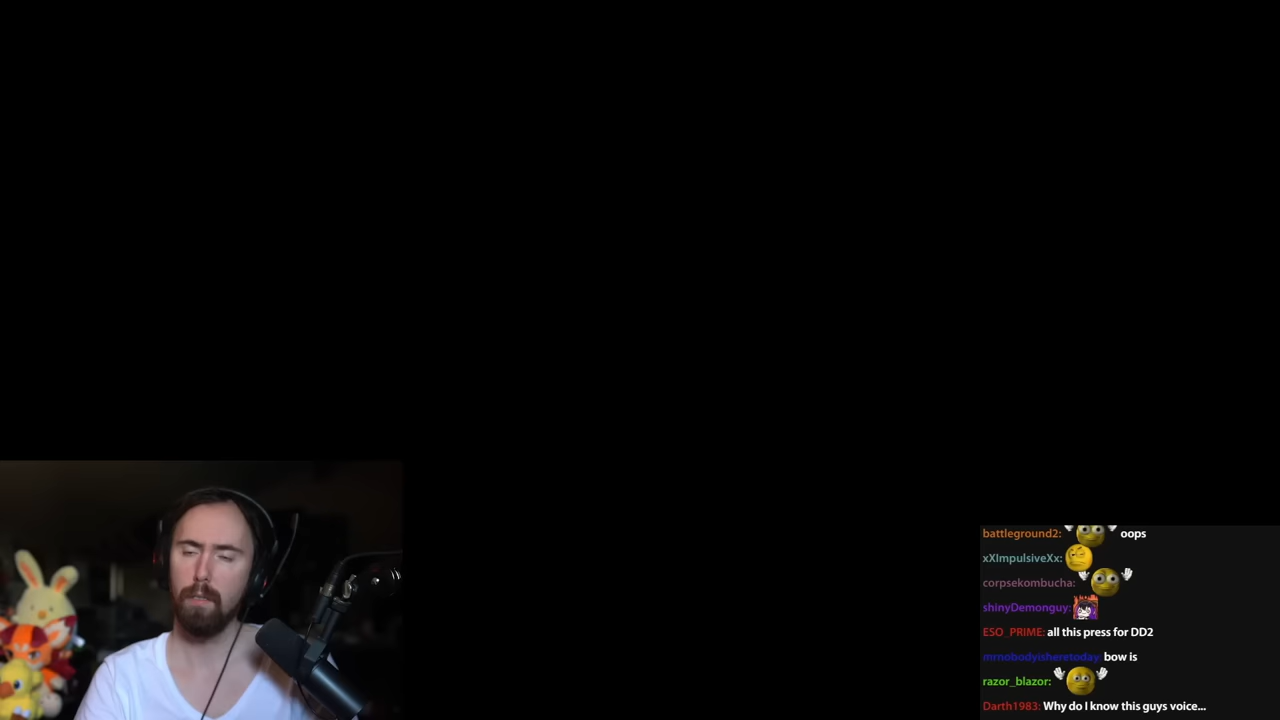 battleground2: oops
xXImpulsiveXx:
corpsekombucha:
shinyDemonguy:
ESO_PRIME: all this press for DD2
mrnobodyisheretoday: bow is
razor_blazor:
Darth1983: Why do I know this guys voice...